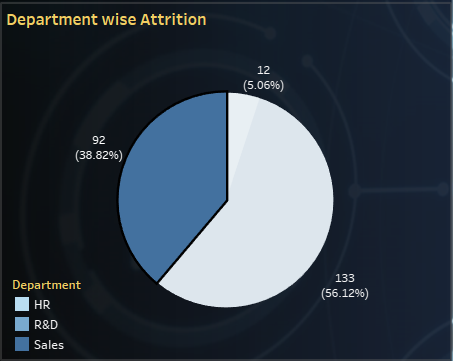 Department wise Attrition
12
(5.06%)
92
(38.82%)
133
(56.12%)
Department
HR
R&D
Sales